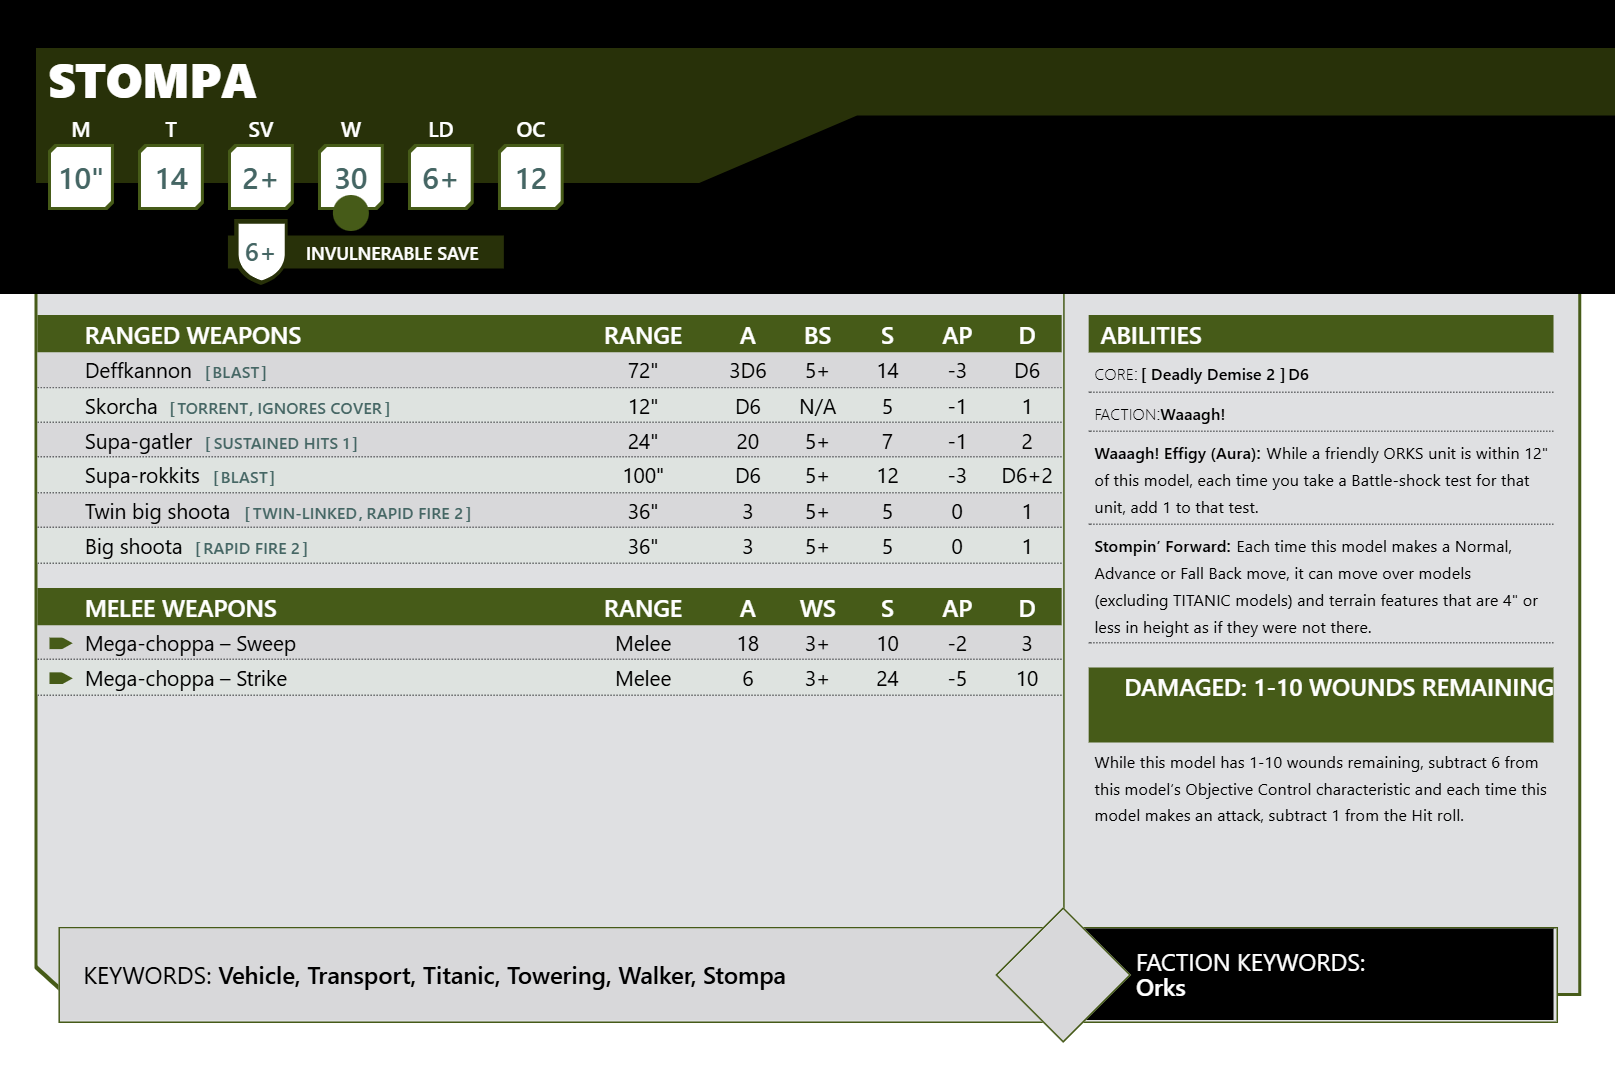 STOMPA
M T SV W LD OC
10" 14 2+ 30 6+ 12
6+ INVULNERABLE SAVE
RANGED WEAPONS RANGE A BS S AP D
Deffkannon [BLAST] 72" 3D6 5+ 14 -3 D6
Skorcha [TORRENT, IGNORES COVER] 12" D6 N/A 5 -1 1
Supa-gatler [SUSTAINED HITS 1] 24" 20 5+ 7 -1 2
Supa-rokkits [BLAST] 100" D6 5+ 12 -3 D6+2
Twin big shoota [TWIN-LINKED, RAPID FIRE 2] 36" 3 5+ 5 0 1
Big shoota [RAPID FIRE 2] 36" 3 5+ 5 0 1
MELEE WEAPONS RANGE A WS S AP D
Mega-choppa – Sweep Melee 18 3+ 10 -2 3
Mega-choppa – Strike Melee 6 3+ 24 -5 10
ABILITIES
CORE: [ Deadly Demise 2 ] D6
FACTION:Waaagh!
Waaagh! Effigy (Aura): While a friendly ORKS unit is within 12"
of this model, each time you take a Battle-shock test for that
unit, add 1 to that test.
Stompin’ Forward: Each time this model makes a Normal,
Advance or Fall Back move, it can move over models
(excluding TITANIC models) and terrain features that are 4" or
less in height as if they were not there.
DAMAGED: 1-10 WOUNDS REMAINING
While this model has 1-10 wounds remaining, subtract 6 from
this model’s Objective Control characteristic and each time this
model makes an attack, subtract 1 from the Hit roll.
KEYWORDS: Vehicle, Transport, Titanic, Towering, Walker, Stompa
FACTION KEYWORDS:
Orks